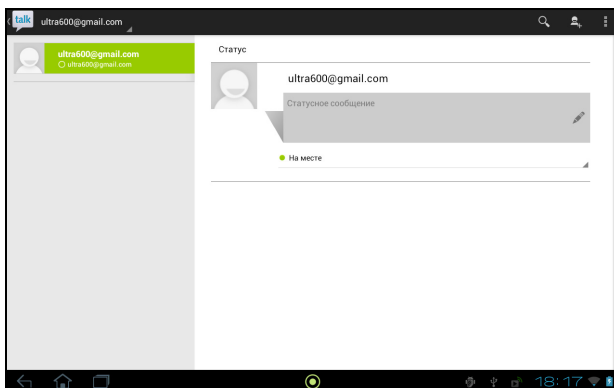 talk
ultra600@gmail.com
ultra600@gmail.com
ultra600@gmail.com
Статус
ultra600@gmail.com
Статусное сообщение
На месте
18:17